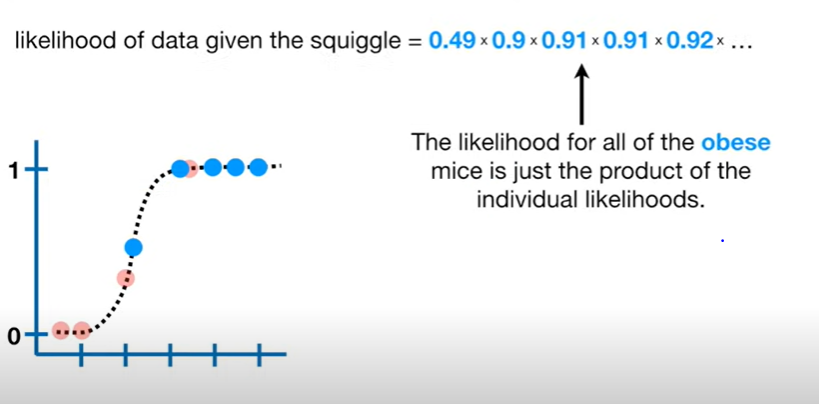 likelihood of data given the squiggle = 0.49 × 0.9 × 0.91 × 0.91 × 0.92 × ...
The likelihood for all of the obese
mice is just the product of the
individual likelihoods.
1
0